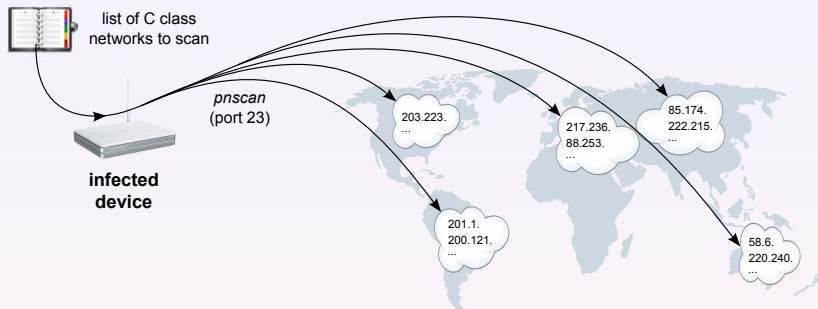 list of C class
networks to scan
pnscan
(port 23)
infected
device
203.223.
...
217.236.
88.253.
...
85.174.
222.215.
...
201.1.
200.121.
...
58.6.
220.240.
...